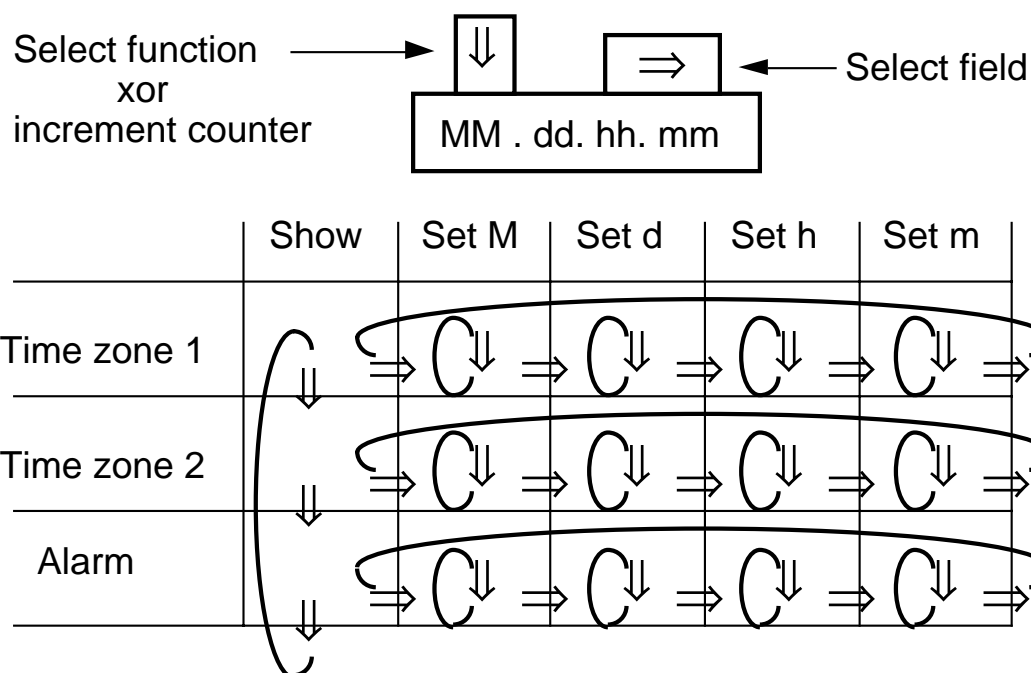 Select function
xor
increment counter
⇓
⇒
Select field
MM . dd. hh. mm
Show Set M Set d Set h Set m
Time zone 1
Time zone 2
Alarm